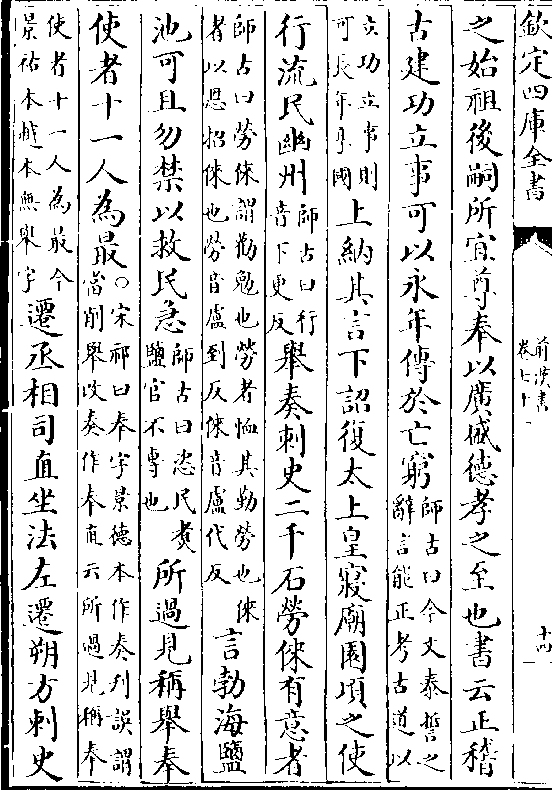 欽定四庫全書
前漢書
卷七十一
十四
之始祖後嗣所宜尊奉以廣盛德孝之至也書云正稽
古建功立事可以永年傳於亡窮
師古曰今文泰誓之
辭言能正考古道以
立功立事則
可長年享國
上納其言下詔復太上皇寢廟園頃之使
行流民幽州
師古曰行
音下更反
舉奏刺史二千石勞倈有意者
師古曰勞倈謂勸勉也勞者恤其勤勞也倈
者以恩招倈也勞音盧到反倈音盧代反
言勃海鹽
池可且勿禁以救民急
師古曰恣民煑
鹽官不專也
所過見稱舉奉
使者十一人為最
○宋祁曰奉字景德本作奏刋誤謂
當削舉改奏作奉直云所過見稱奉
使者十一人為最今
景祐本越本無舉字
遷丞相司直坐法左遷朔方刺史